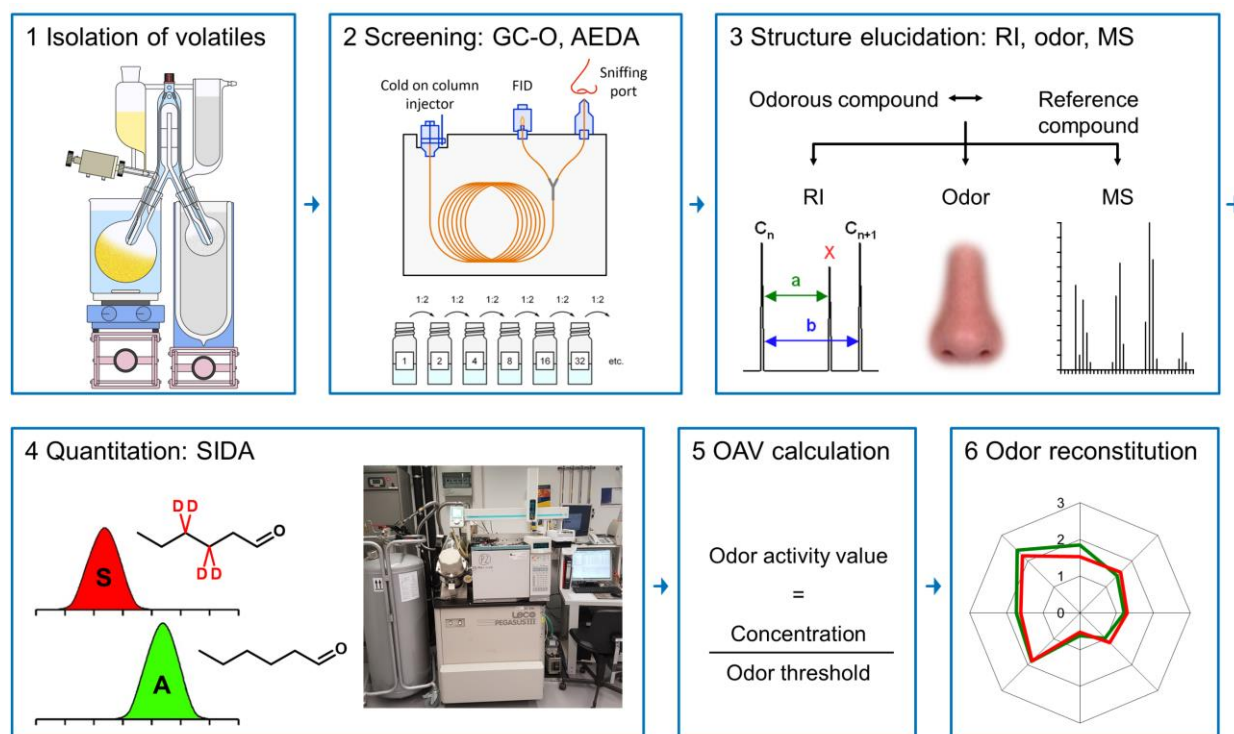 1 Isolation of volatiles
2 Screening: GC-O, AEDA
Cold on column
injector
FID
Sniffing
port
1:2 1:2 1:2 1:2 1:2 1:2
1 2 4 8 16 32 etc.
3 Structure elucidation: RI, odor, MS
Odorous compound
Reference
compound
RI
Odor
MS
Cn
X
Cn+1
a
b
4 Quantitation: SIDA
D D
O
D D
S
O
A
LECO
PEGASUS III
5 OAV calculation
Odor activity value
=
Concentration
Odor threshold
6 Odor reconstitution
3
2
1
0